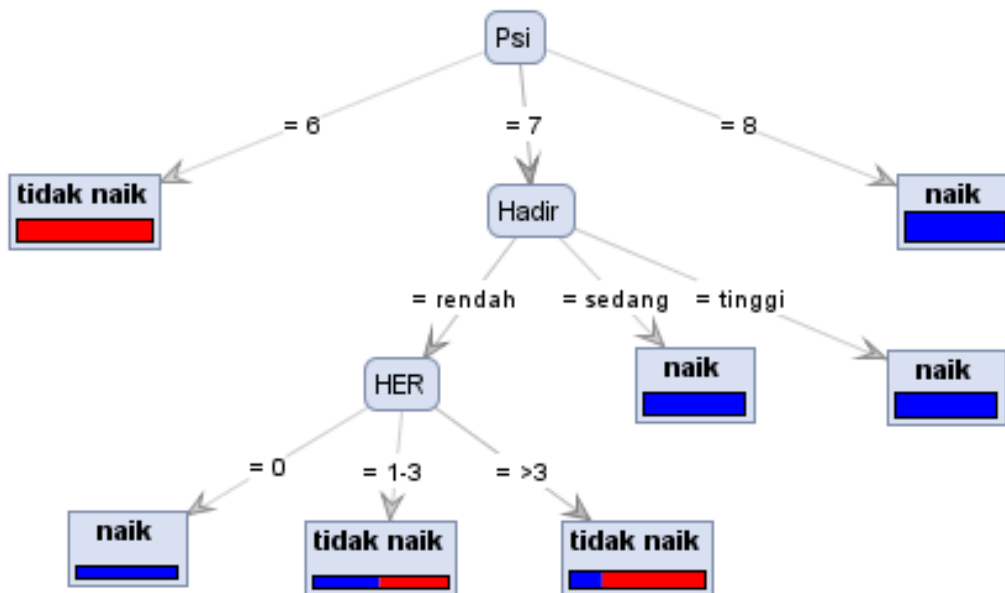 Psi
= 6
= 7
= 8
tidak naik
Hadir
naik
= rendah
= sedang
= tinggi
HER
naik
naik
= 0
= 1-3
= >3
naik
tidak naik
tidak naik